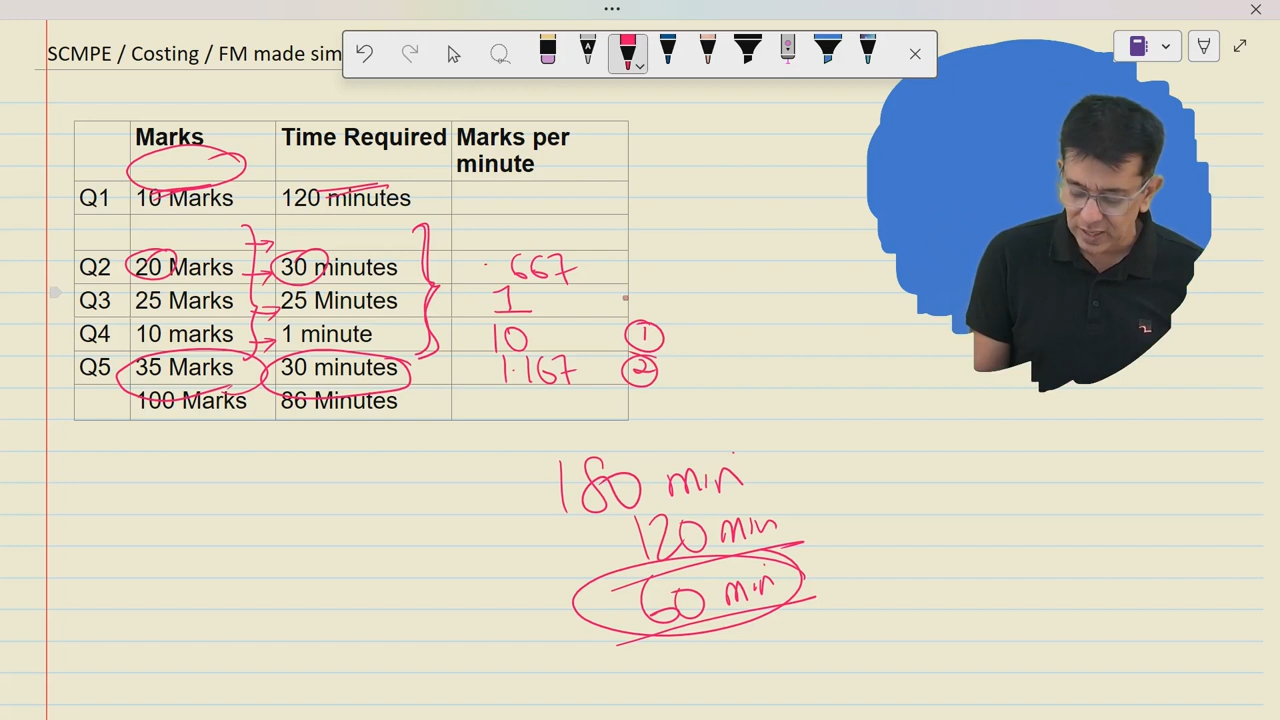 SCMPE / Costing / FM made sim
Marks Time Required Marks per minute
Q1 10 Marks 120 minutes
Q2 20 Marks 30 minutes .667
Q3 25 Marks 25 Minutes 1
Q4 10 marks 1 minute 10 1
Q5 35 Marks 30 minutes 1.167 2
100 Marks 86 Minutes
180 min
120 min
60 min